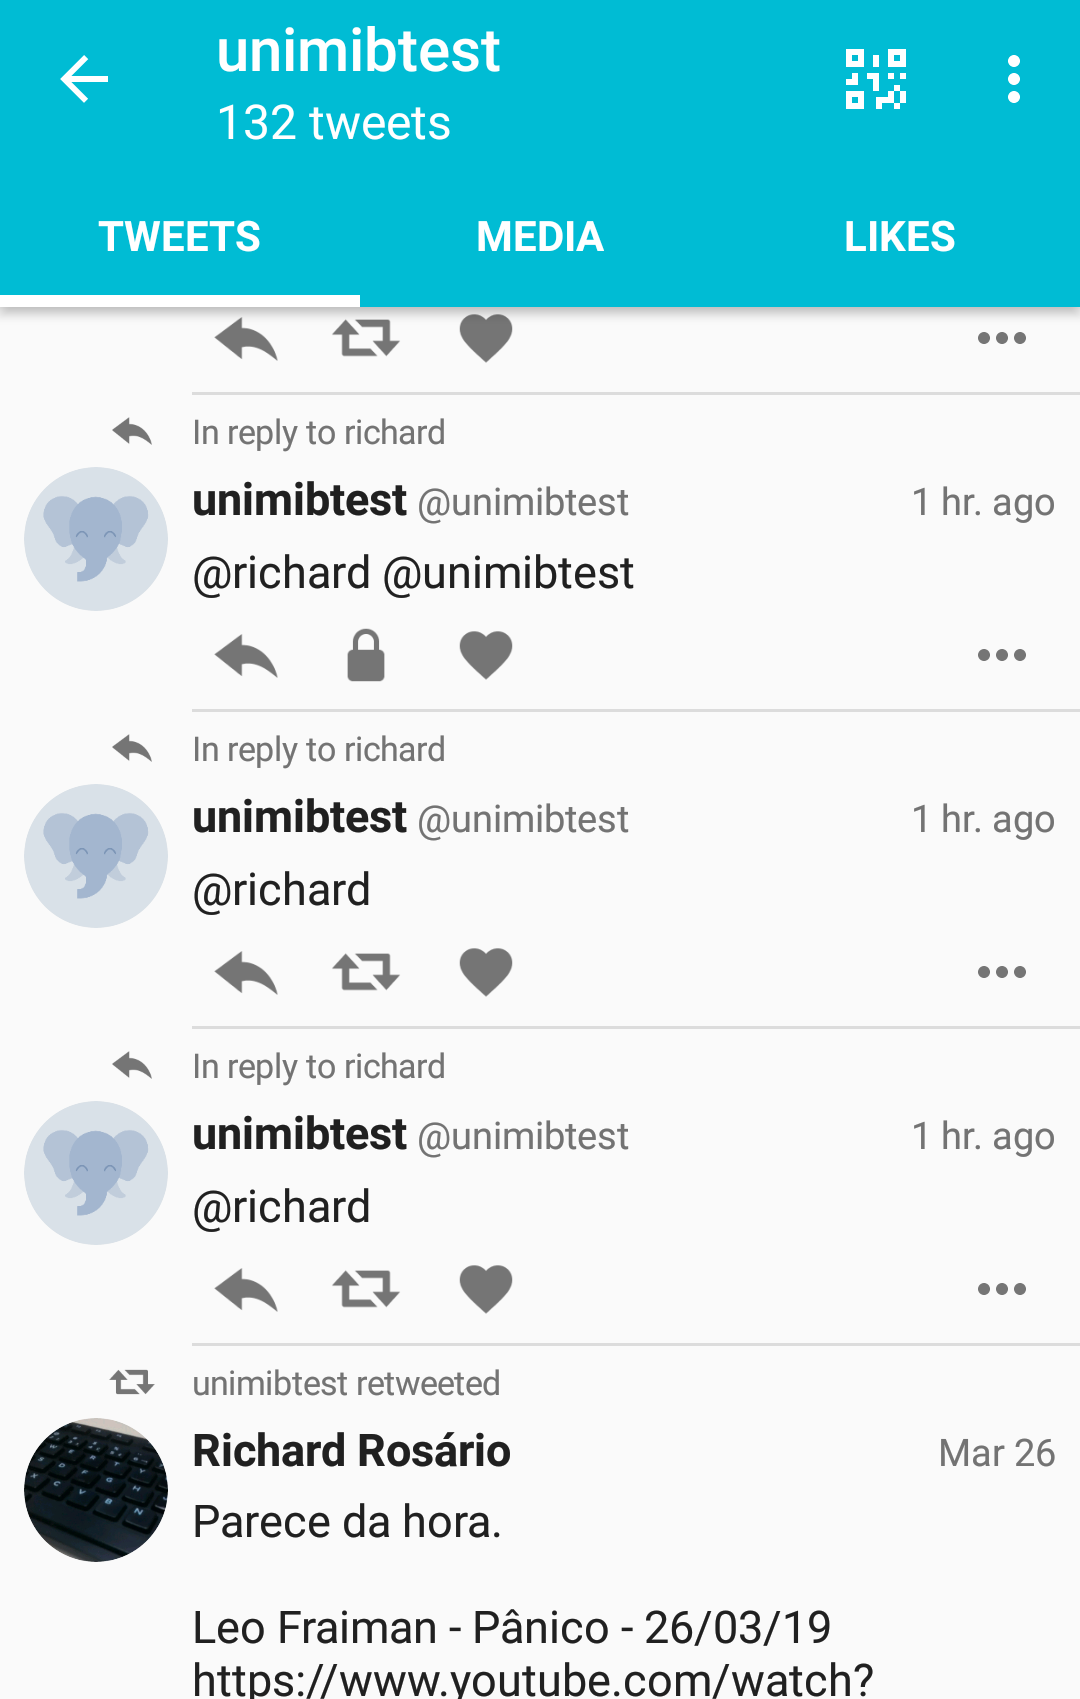 unimibtest
132 tweets
TWEETS
MEDIA
LIKES
In reply to richard
unimibtest @unimibtest 1 hr. ago
@richard @unimibtest
In reply to richard
unimibtest @unimibtest 1 hr. ago
@richard
In reply to richard
unimibtest @unimibtest 1 hr. ago
@richard
unimibtest retweeted
Richard Rosário Mar 26
Parece da hora.
Leo Fraiman - Pânico - 26/03/19
https://www.youtube.com/watch?